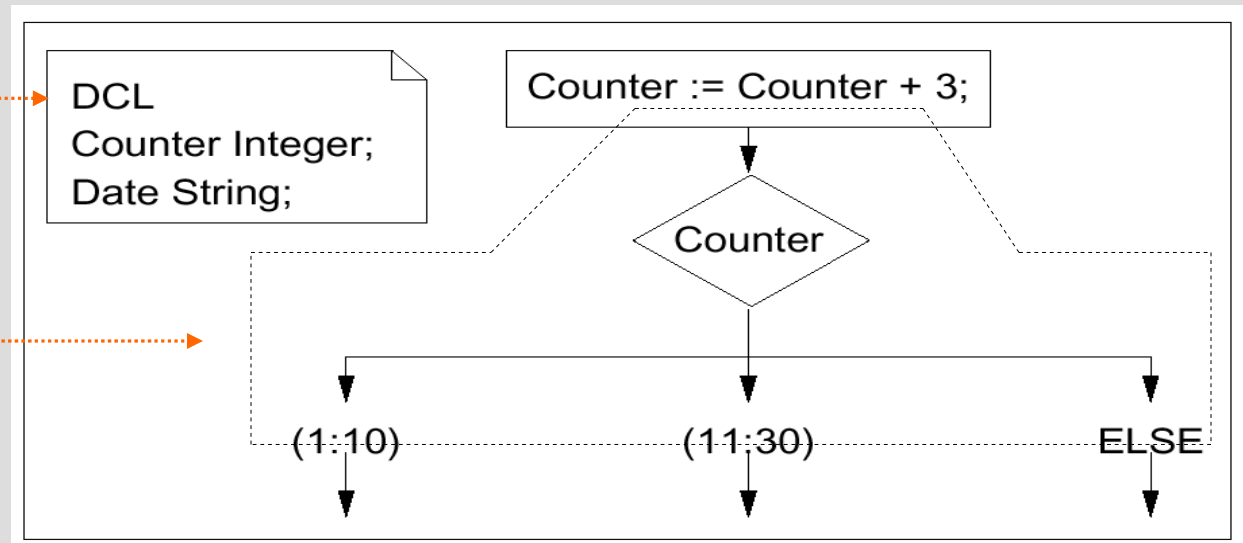 DCL
Counter Integer;
Date String;
Counter := Counter + 3;
Counter
(1:10)
(11:30)
ELSE